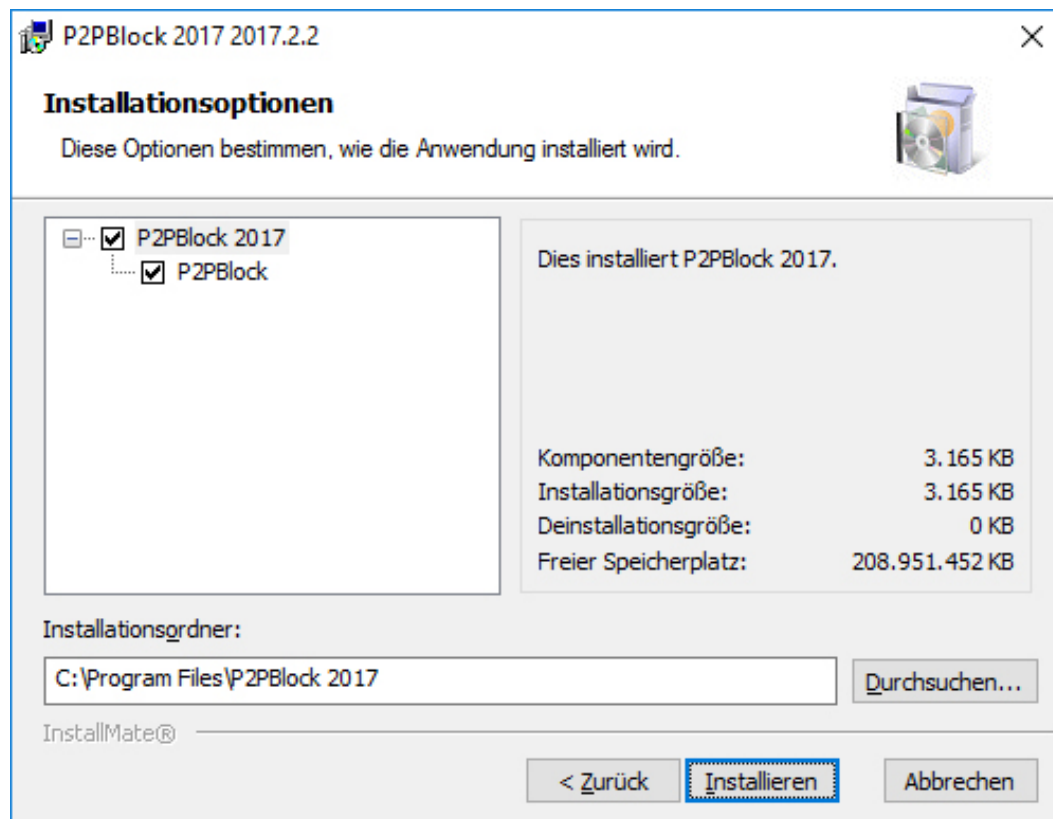 P2PBlock 2017 2017.2.2
Installationsoptionen
Diese Optionen bestimmen, wie die Anwendung installiert wird.
P2PBlock 2017
P2PBlock
Dies installiert P2PBlock 2017.
Komponentengröße: 3.165 KB
Installationsgröße: 3.165 KB
Deinstallationsgröße: 0 KB
Freier Speicherplatz: 208.951.452 KB
Installationsordner:
C:\Program Files\P2PBlock 2017
Durchsuchen...
InstallMate®
< Zurück Installieren Abbrechen